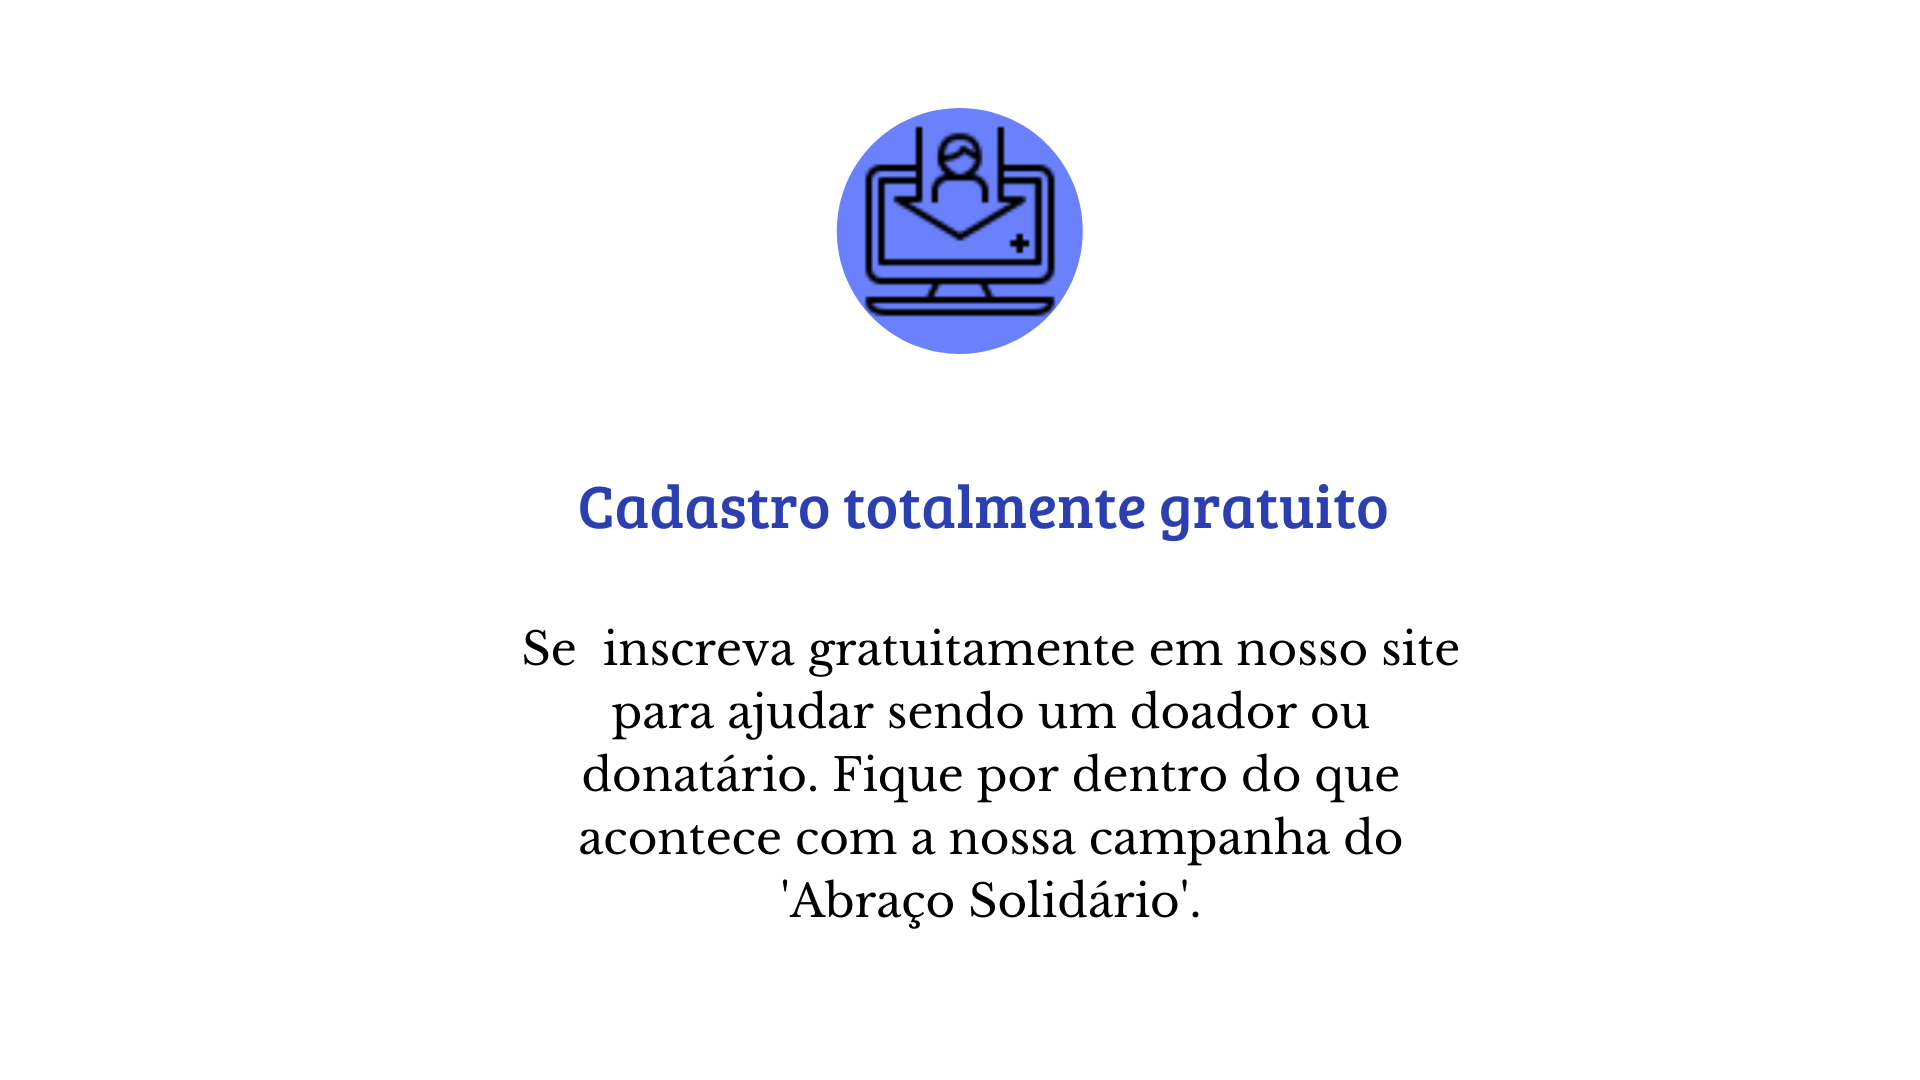 Cadastro totalmente gratuito
Se  inscreva gratuitamente em nosso site
para ajudar sendo um doador ou
donatário. Fique por dentro do que
acontece com a nossa campanha do
'Abraço Solidário'.